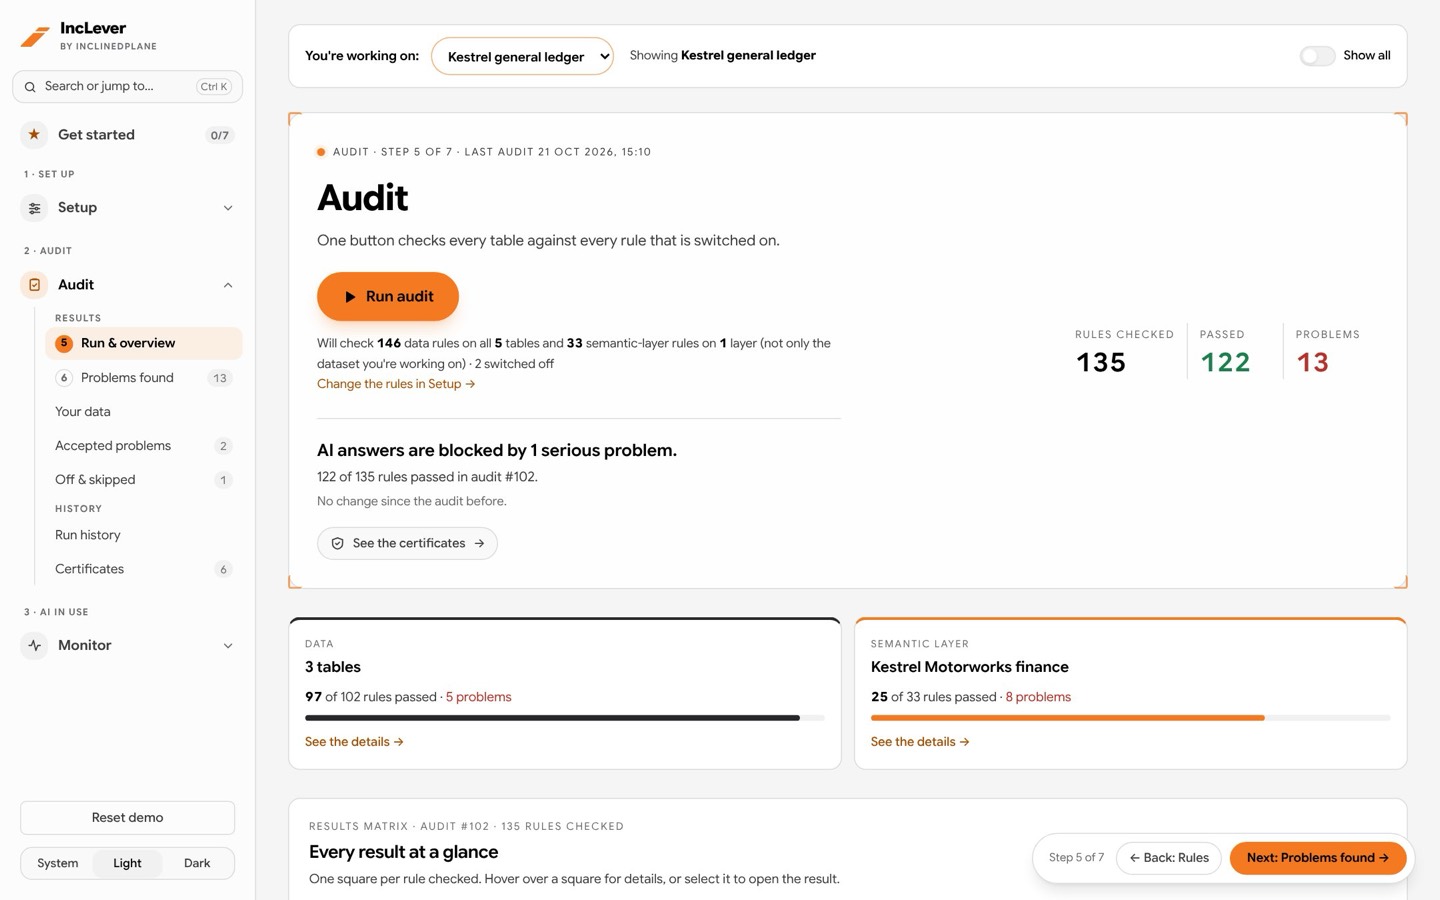 IncLever
BY INCLINEDPLANE
Search or jump to... Ctrl K
Get started 0/7
1 · SET UP
Setup
2 · AUDIT
Audit
RESULTS
5 Run & overview
6 Problems found 13
Your data
Accepted problems 2
Off & skipped 1
HISTORY
Run history
Certificates 6
3 · AI IN USE
Monitor
Reset demo
System Light Dark
You're working on: Kestrel general ledger Showing Kestrel general ledger Show all
AUDIT · STEP 5 OF 7 · LAST AUDIT 21 OCT 2026, 15:10
Audit
One button checks every table against every rule that is switched on.
Run audit
Will check 146 data rules on all 5 tables and 33 semantic-layer rules on 1 layer (not only the
dataset you're working on) · 2 switched off
Change the rules in Setup →
RULES CHECKED PASSED PROBLEMS
135 122 13
AI answers are blocked by 1 serious problem.
122 of 135 rules passed in audit #102.
No change since the audit before.
See the certificates →
DATA
3 tables
97 of 102 rules passed · 5 problems
See the details →
SEMANTIC LAYER
Kestrel Motorworks finance
25 of 33 rules passed · 8 problems
See the details →
RESULTS MATRIX · AUDIT #102 · 135 RULES CHECKED
Every result at a glance
One square per rule checked. Hover over a square for details, or select it to open the result.
Step 5 of 7 ← Back: Rules Next: Problems found →